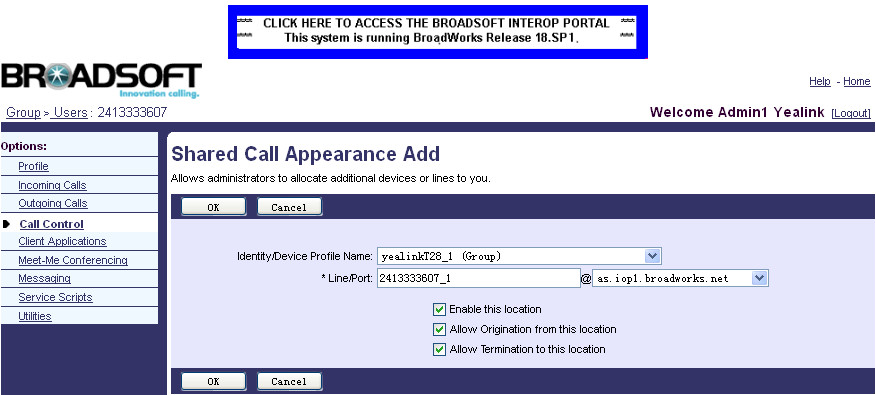 *** CLICK HERE TO ACCESS THE BROADSOFT INTEROP PORTAL ***
*** This system is running BroadWorks Release 18.SP1. ***
BROADSOFT
Innovation calling.
Help - Home
Group > Users : 2413333607
Welcome Admin1 Yealink [Logout]
Options:
Profile
Incoming Calls
Outgoing Calls
Call Control
Client Applications
Meet-Me Conferencing
Messaging
Service Scripts
Utilities
Shared Call Appearance Add
Allows administrators to allocate additional devices or lines to you.
OK Cancel
Identity/Device Profile Name: yealinkT28_1 (Group)
* Line/Port: 2413333607_1 @ as.iop1.broadworks.net
Enable this location
Allow Origination from this location
Allow Termination to this location
OK Cancel